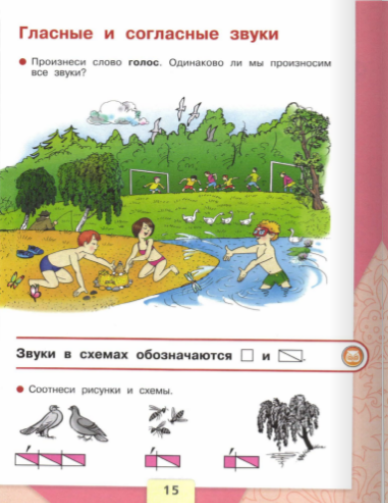 Гласные и согласные звуки
Произнеси слово голос. Одинаково ли мы произносим
все звуки?
Звуки в схемах обозначаются и .
Соотнеси рисунки и схемы.
15